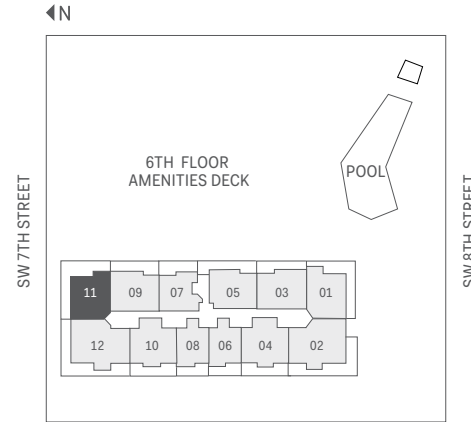 N
6TH FLOOR
AMENITIES DECK
POOL
SW 7TH STREET
SW 8TH STREET
11
09
07
05
03
01
12
10
08
06
04
02